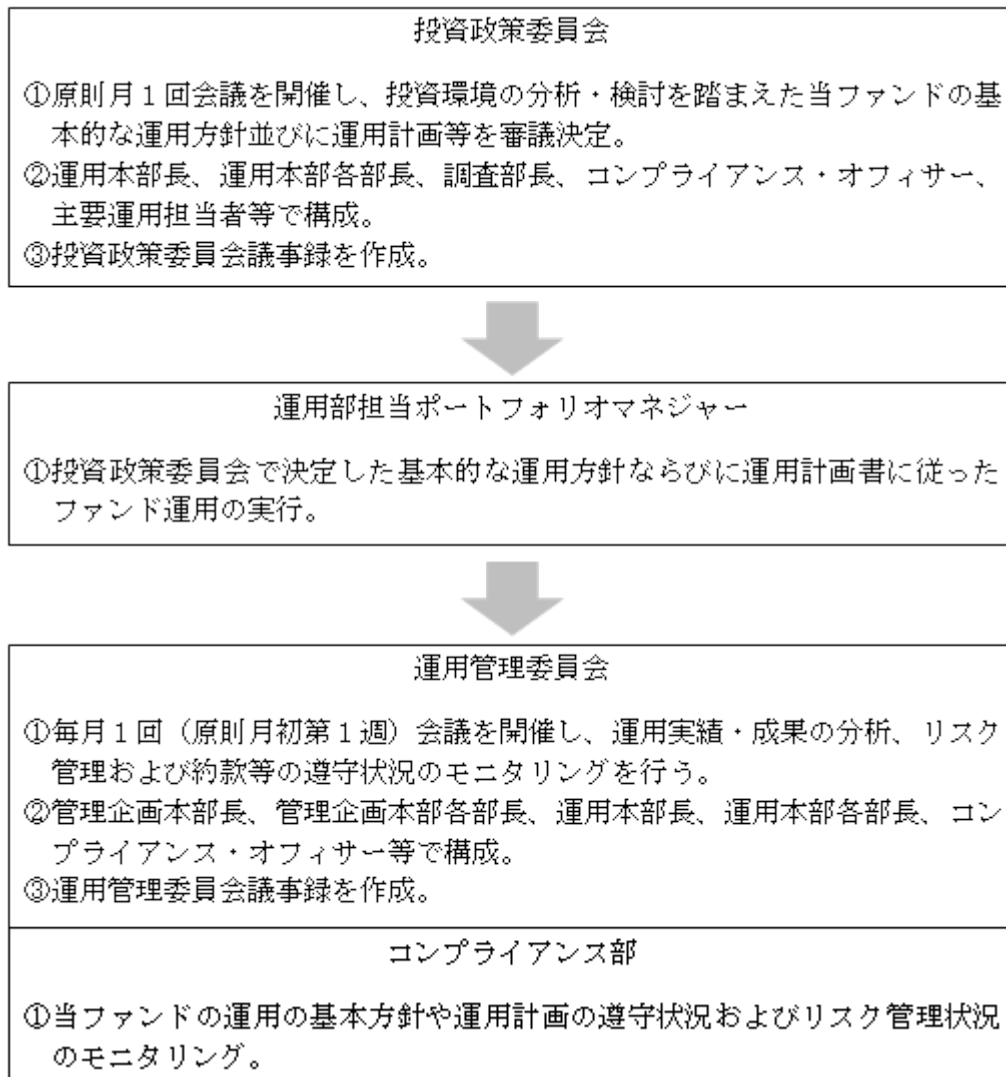 投資政策委員会
①原則月１回会議を開催し、投資環境の分析・検討を踏まえた当ファンドの基
本的な運用方針並びに運用計画等を審議決定。
②運用本部長、運用本部各部長、調査部長、コンプライアンス・オフィサー、
主要運用担当者等で構成。
③投資政策委員会議事録を作成。
運用部担当ポートフォリオマネジャー
①投資政策委員会で決定した基本的な運用方針ならびに運用計画書に従った
ファンド運用の実行。
運用管理委員会
①毎月１回（原則月初第１週）会議を開催し、運用実績・成果の分析、リスク
管理および約款等の遵守状況のモニタリングを行う。
②管理企画本部長、管理企画本部各部長、運用本部長、運用本部各部長、コン
プライアンス・オフィサー等で構成。
③運用管理委員会議事録を作成。
コンプライアンス部
①当ファンドの運用の基本方針や運用計画の遵守状況およびリスク管理状況
のモニタリング。